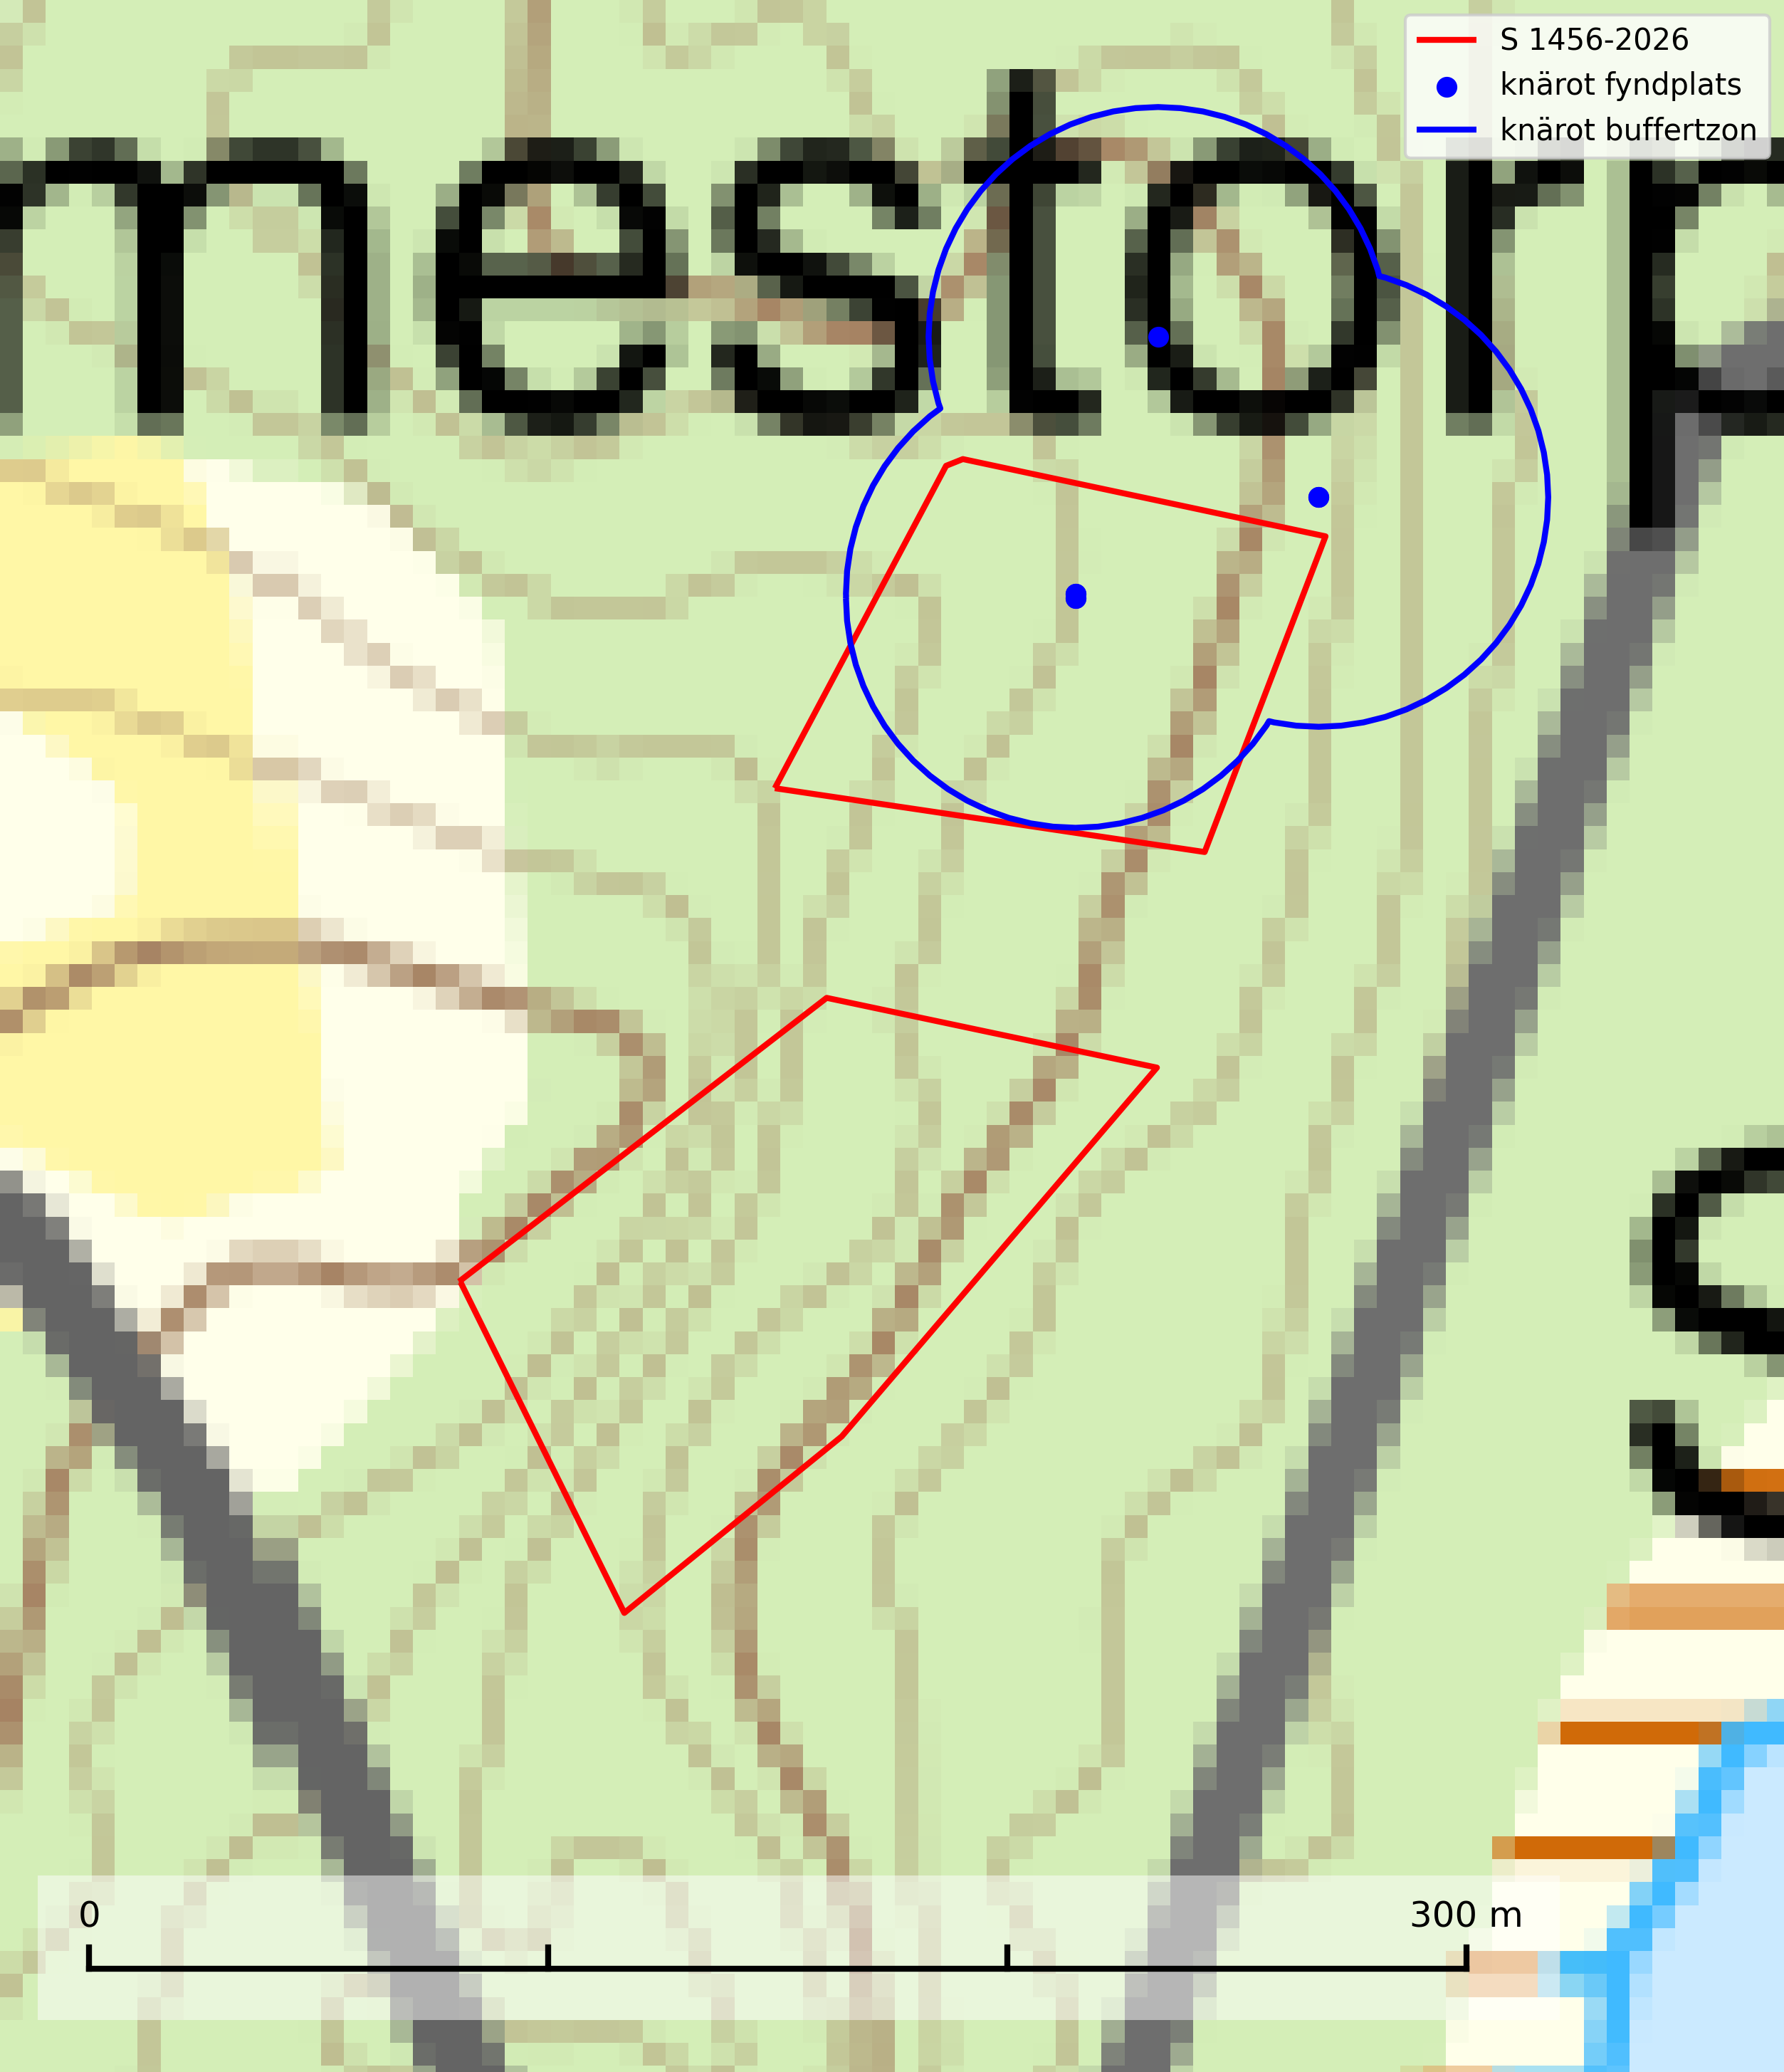 S 1456-2026
knärot fyndplats
knärot buffertzon
mestorp
0
300 m